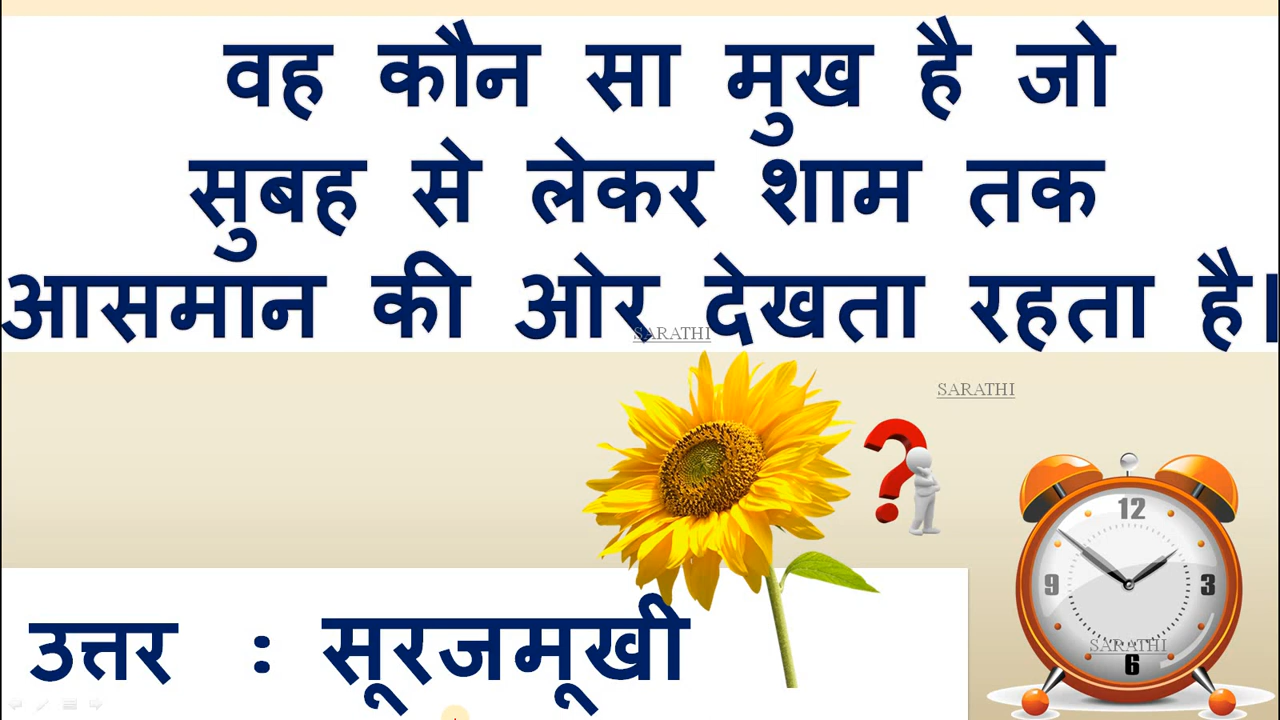 वह कौन सा मुख है जो
सुबह से लेकर शाम तक
आसमान की ओर देखता रहता है।
SARATHI
SARATHI
12
9
3
SARATHI
6
उत्तर : सूरजमूखी